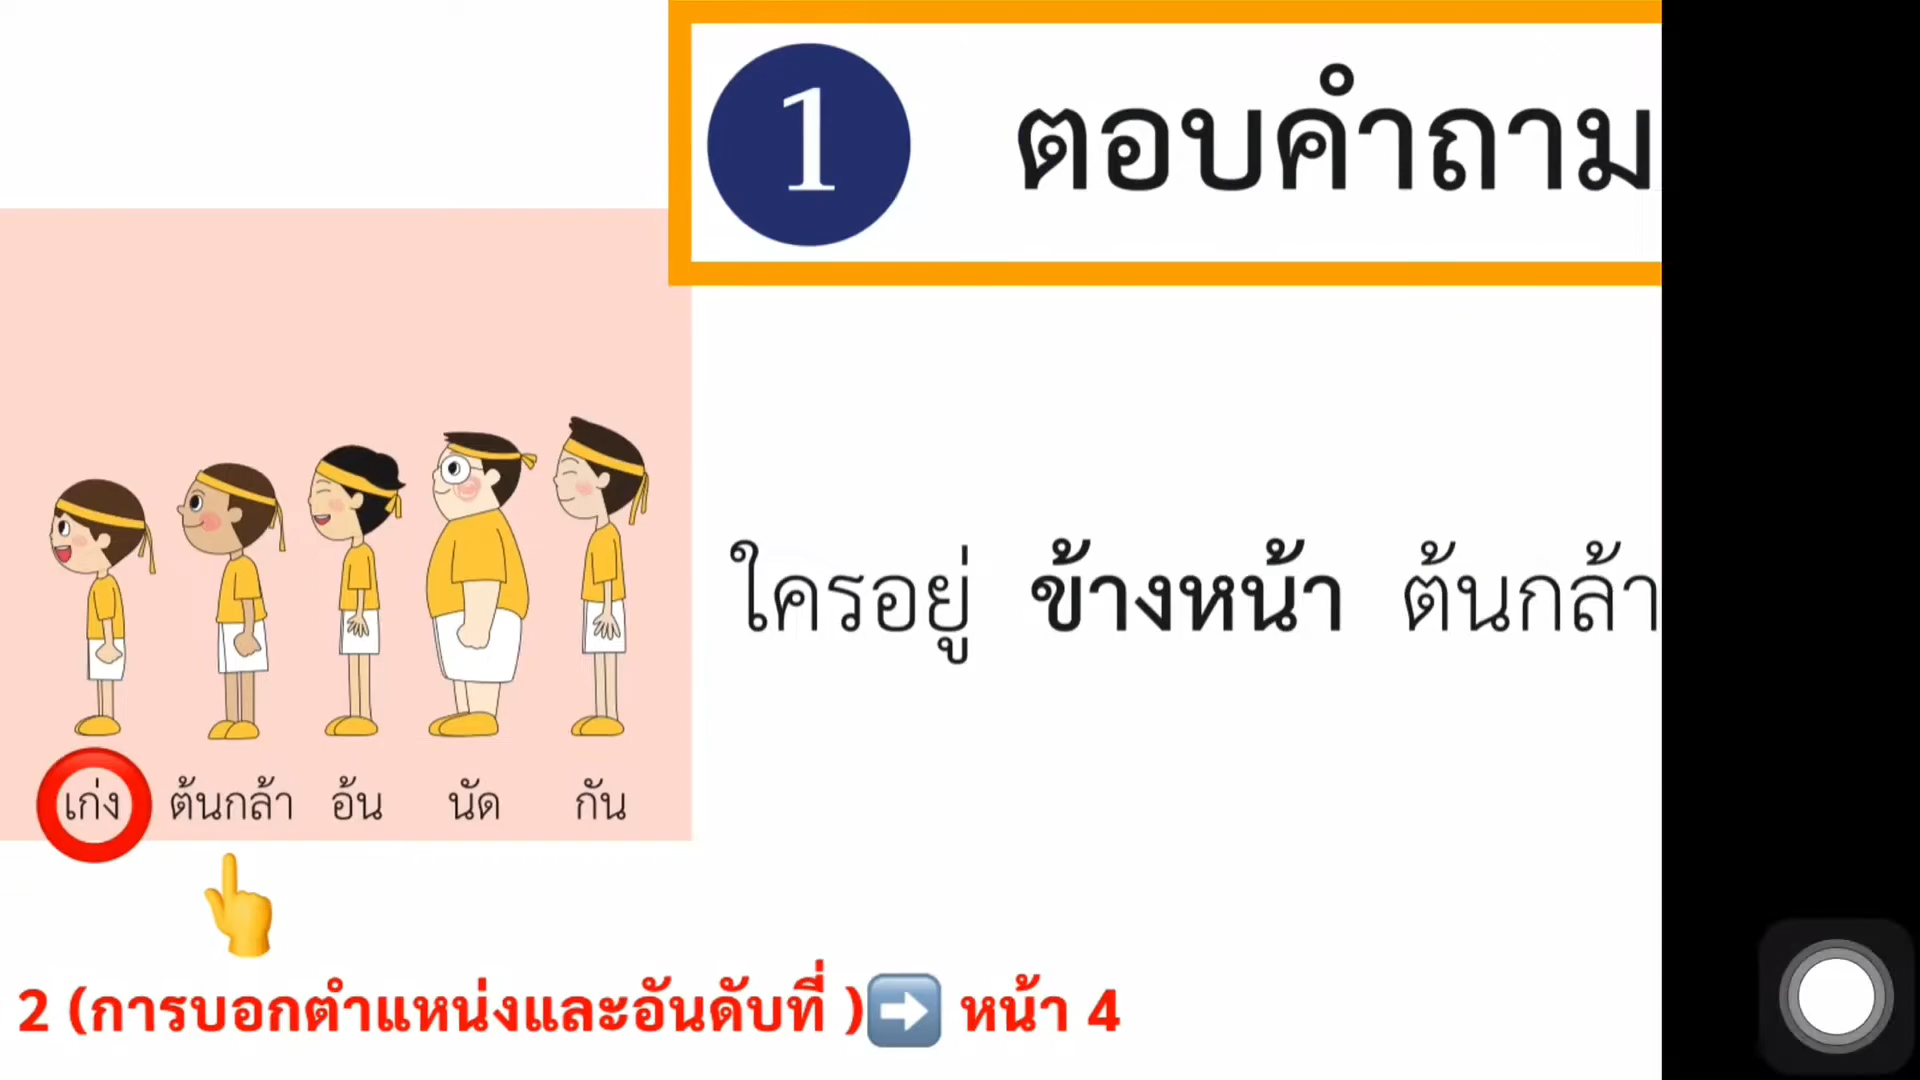 1 ตอบคำถาม
ใครอยู่ ข้างหน้า ต้นกล้า
เก่ง ต้นกล้า อ้น นัด กัน
2 (การบอกตำแหน่งและอันดับที่ )➡️ หน้า 4